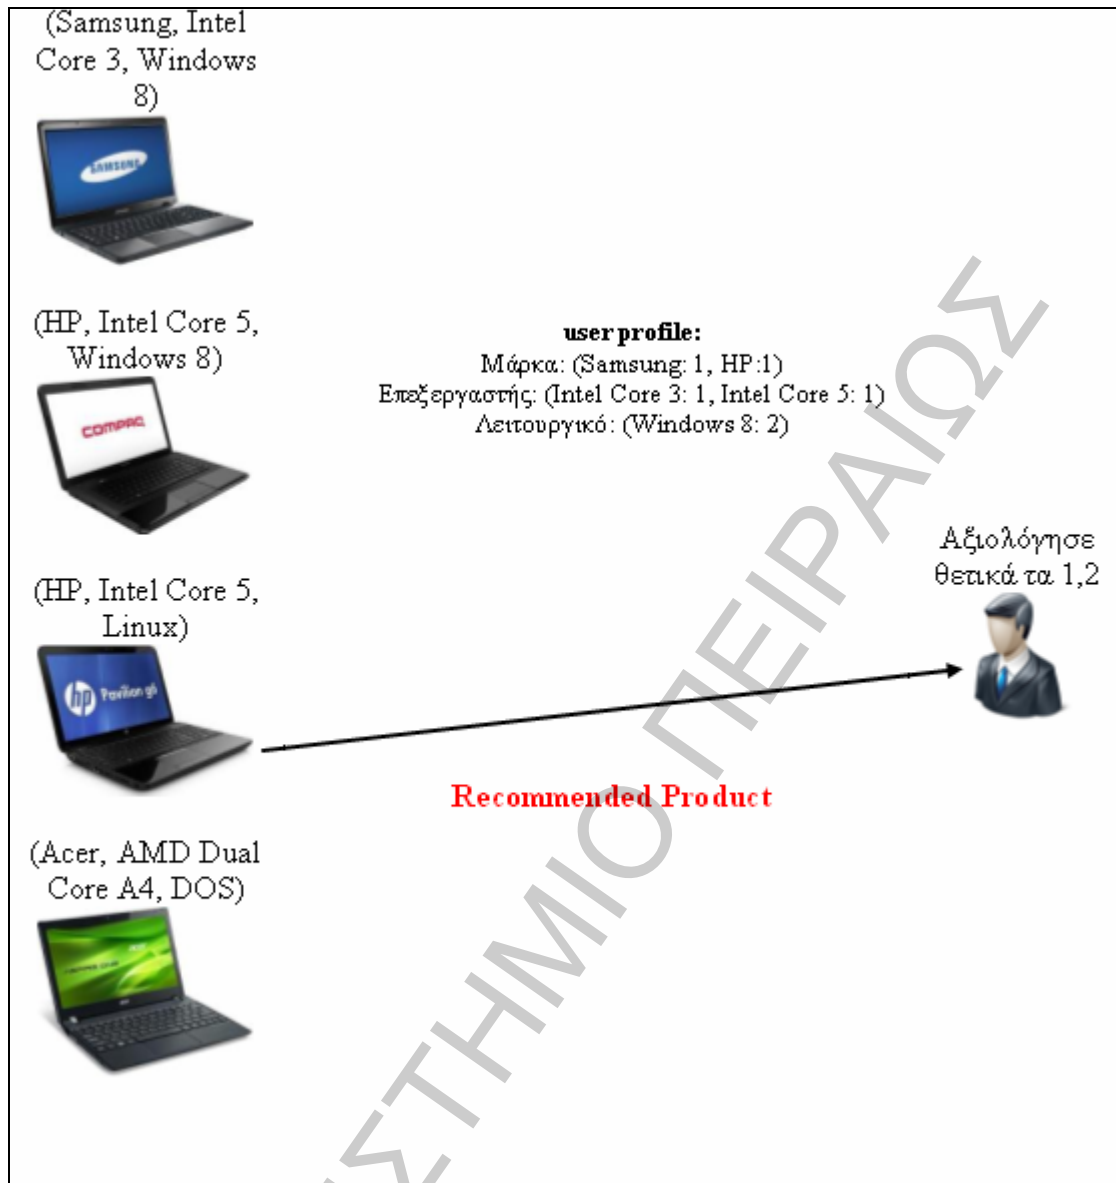 (Samsung, Intel
Core 3, Windows
8)
SAMSUNG
(HP, Intel Core 5,
Windows 8)
COMPAQ
user profile:
Μάρκα: (Samsung: 1, HP:1)
Επεξεργαστής: (Intel Core 3: 1, Intel Core 5: 1)
Λειτουργικό: (Windows 8: 2)
Αξιολόγησε
θετικά τα 1,2
(HP, Intel Core 5,
Linux)
hp Pavilion g6
Recommended Product
(Acer, AMD Dual
Core A4, DOS)
acer
ΙΣΤΗΜΙΟ ΠΕΙΡΑΙΩΣ